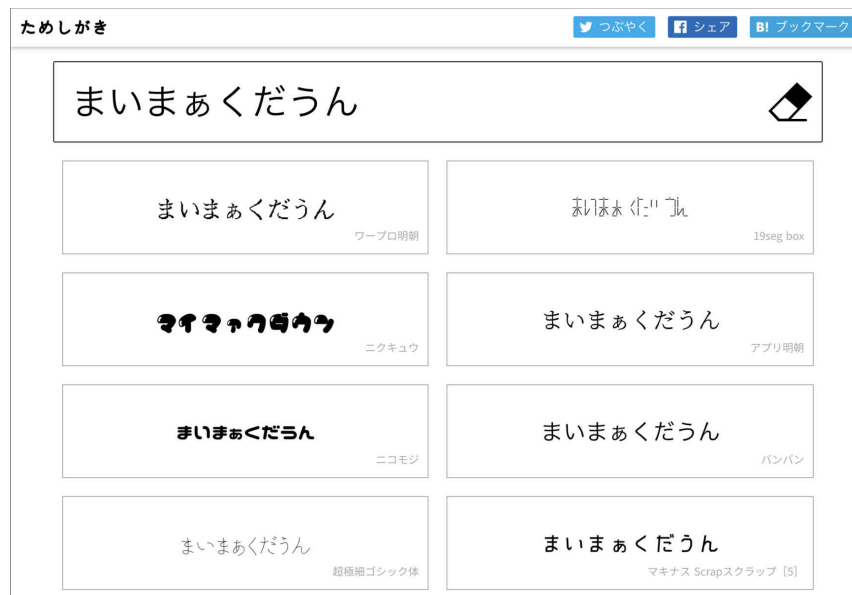 ためしがき
つぶやく
シェア
B! ブックマーク
まいまぁくだうん
まいまぁくだうん
ワープロ明朝
まいまぁくだうん
19seg box
マイマァクダウン
ニクキュウ
まいまぁくだうん
アプリ明朝
まいまぁくだうん
ニコモジ
まいまぁくだうん
バンバン
まいまぁくだうん
超極細ゴシック体
まいまぁくだうん
マキナス Scrapスクラップ [5]